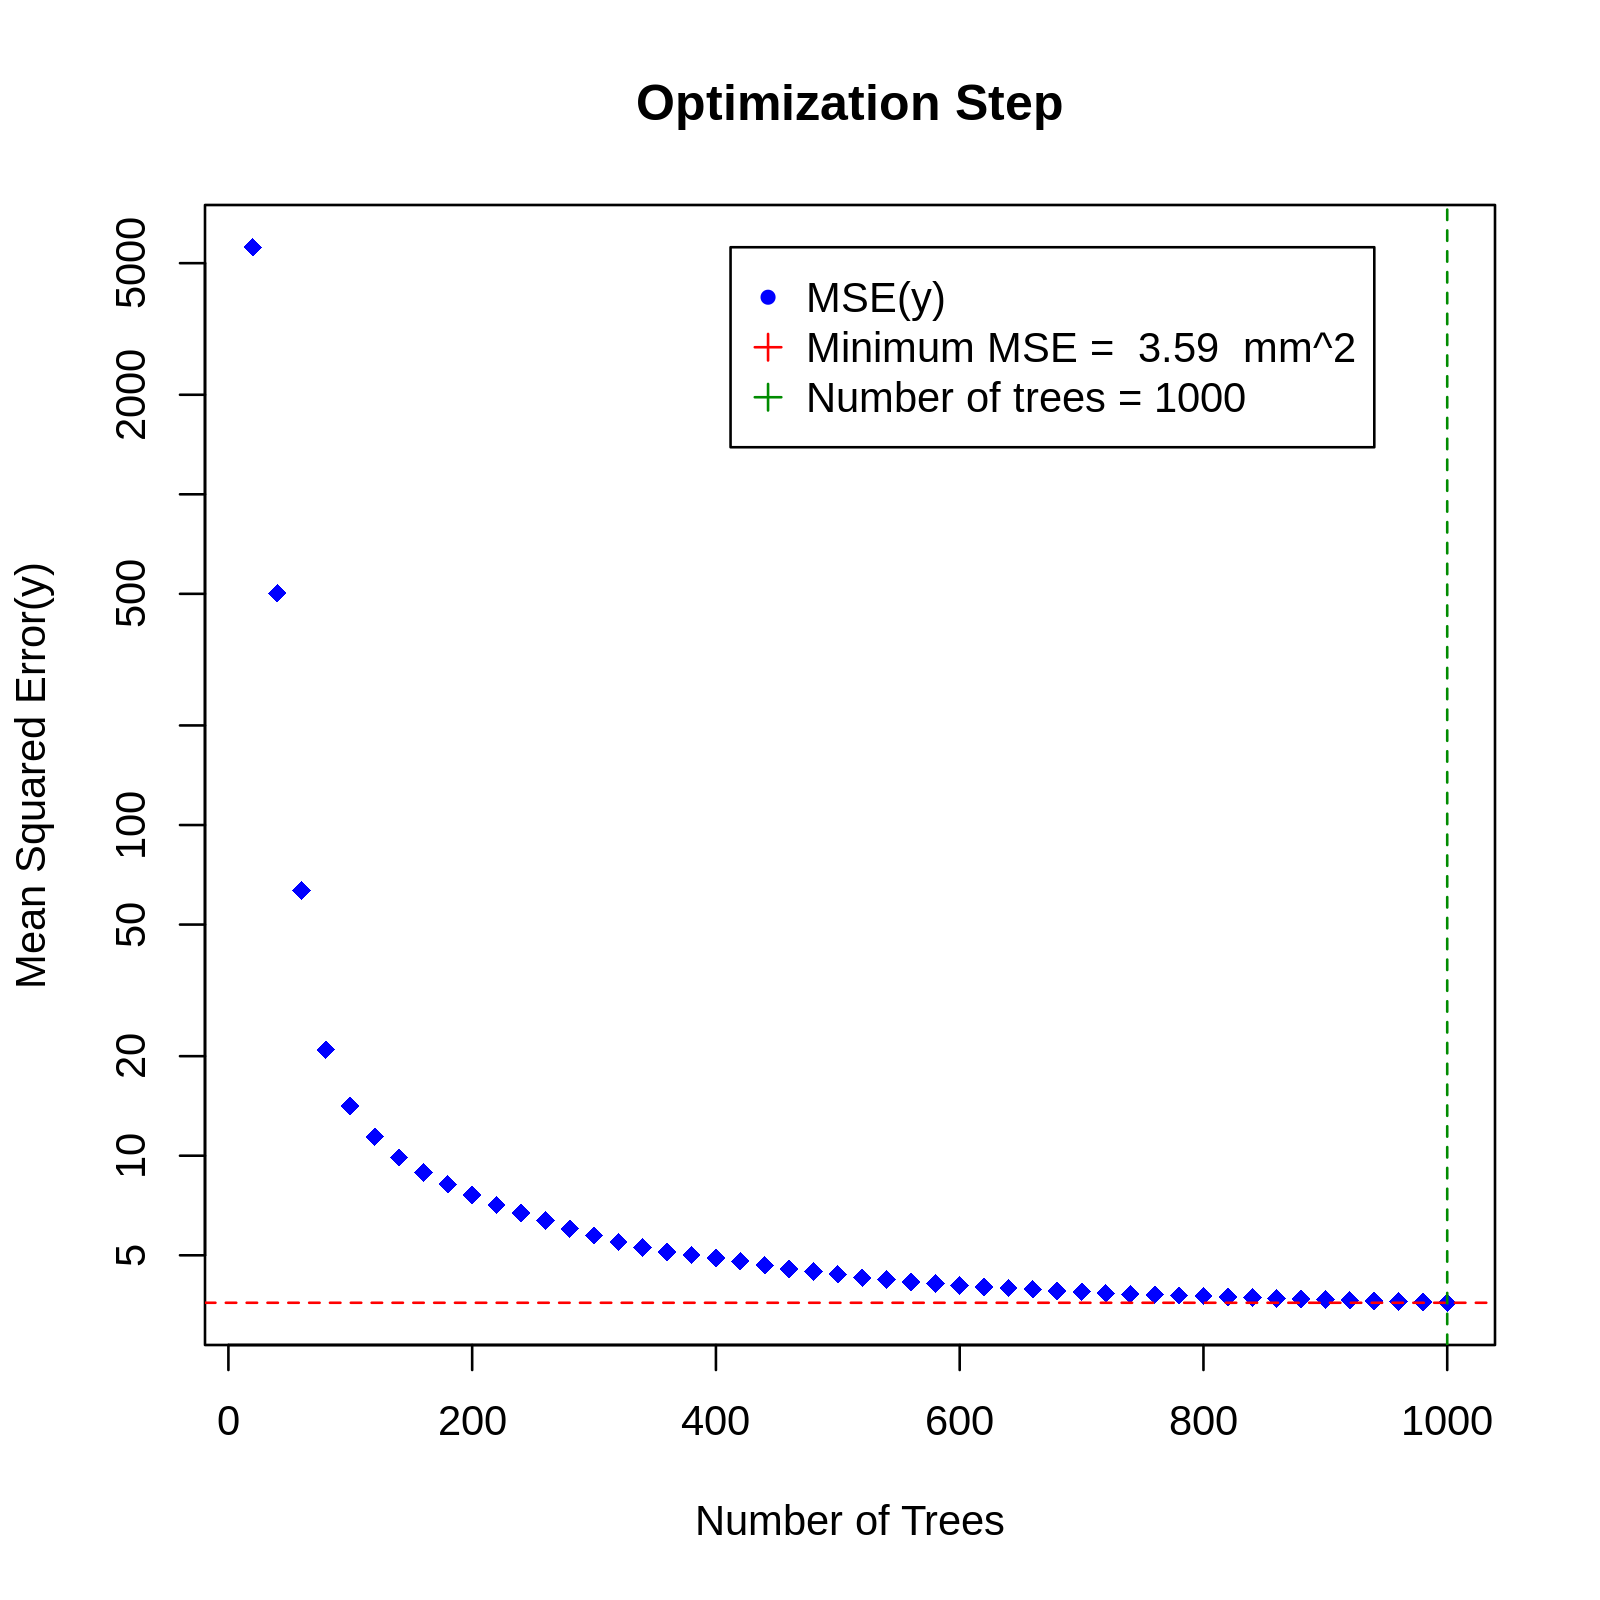 Optimization Step
MSE(y)
Minimum MSE =  3.59  mm^2
Number of trees = 1000
Mean Squared Error(y)
5000
2000
500
100
50
20
10
5
0 200 400 600 800 1000
Number of Trees